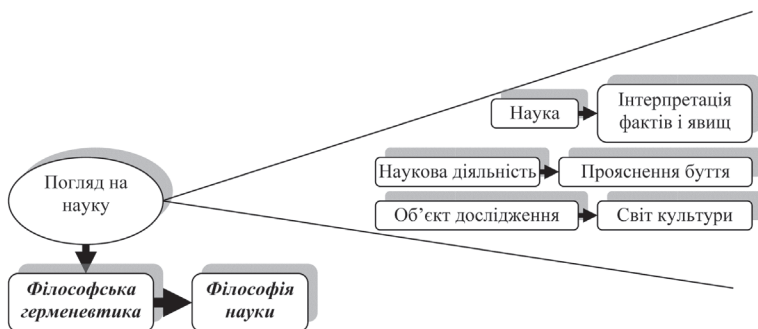 Наука
Інтерпретація
фактів і явищ
Наукова діяльність
Прояснення буття
Об’єкт дослідження
Світ культури
Погляд на
науку
Філософська
герменевтика
Філософія
науки